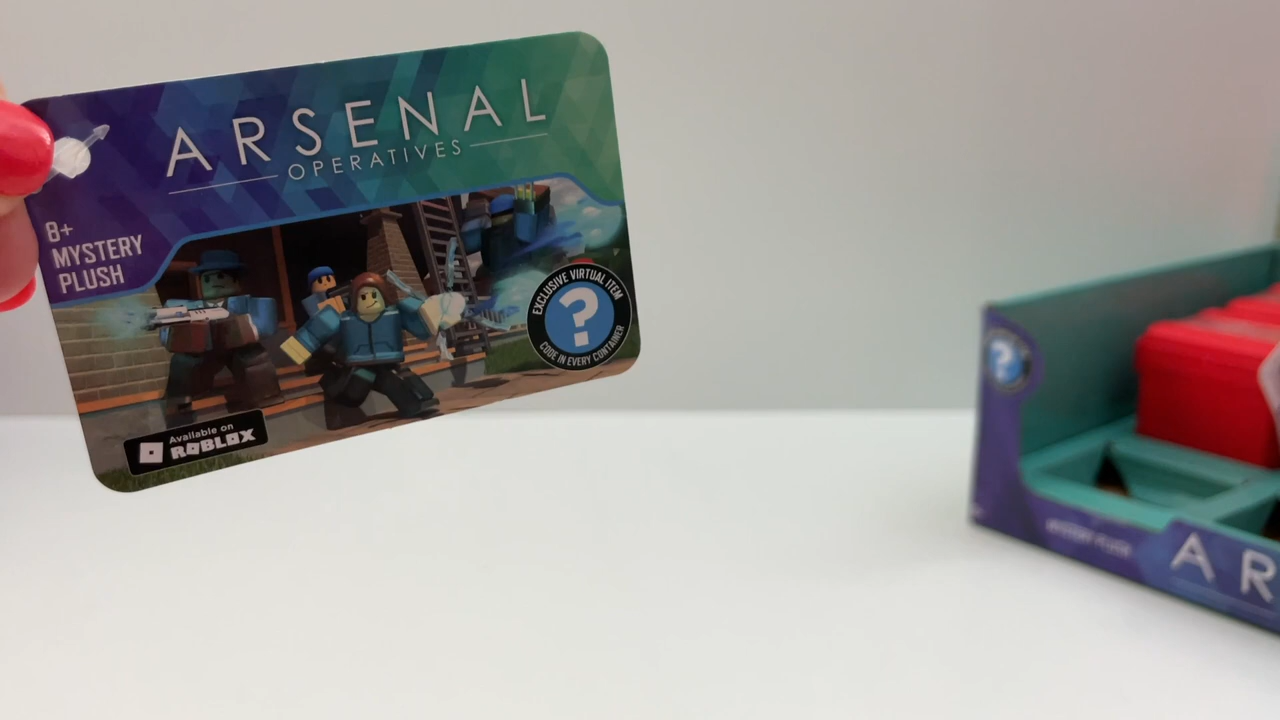 ARSENAL
OPERATIVES
8+
MYSTERY
PLUSH
EXCLUSIVE VIRTUAL ITEM
?
CODE IN EVERY CONTAINER
Available on
ROBLOX
?
MYSTERY PLUSH
AR